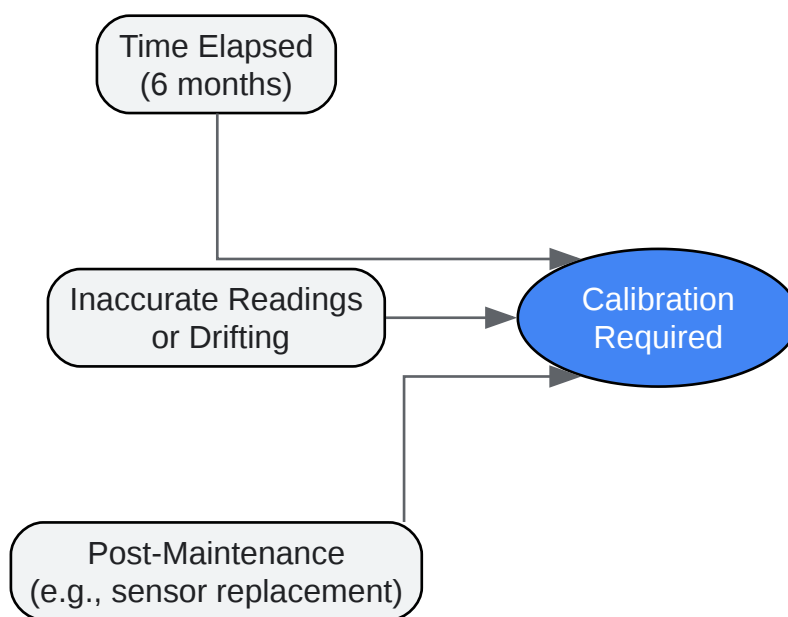 Time Elapsed
(6 months)
Inaccurate Readings
or Drifting
Calibration
Required
Post-Maintenance
(e.g., sensor replacement)